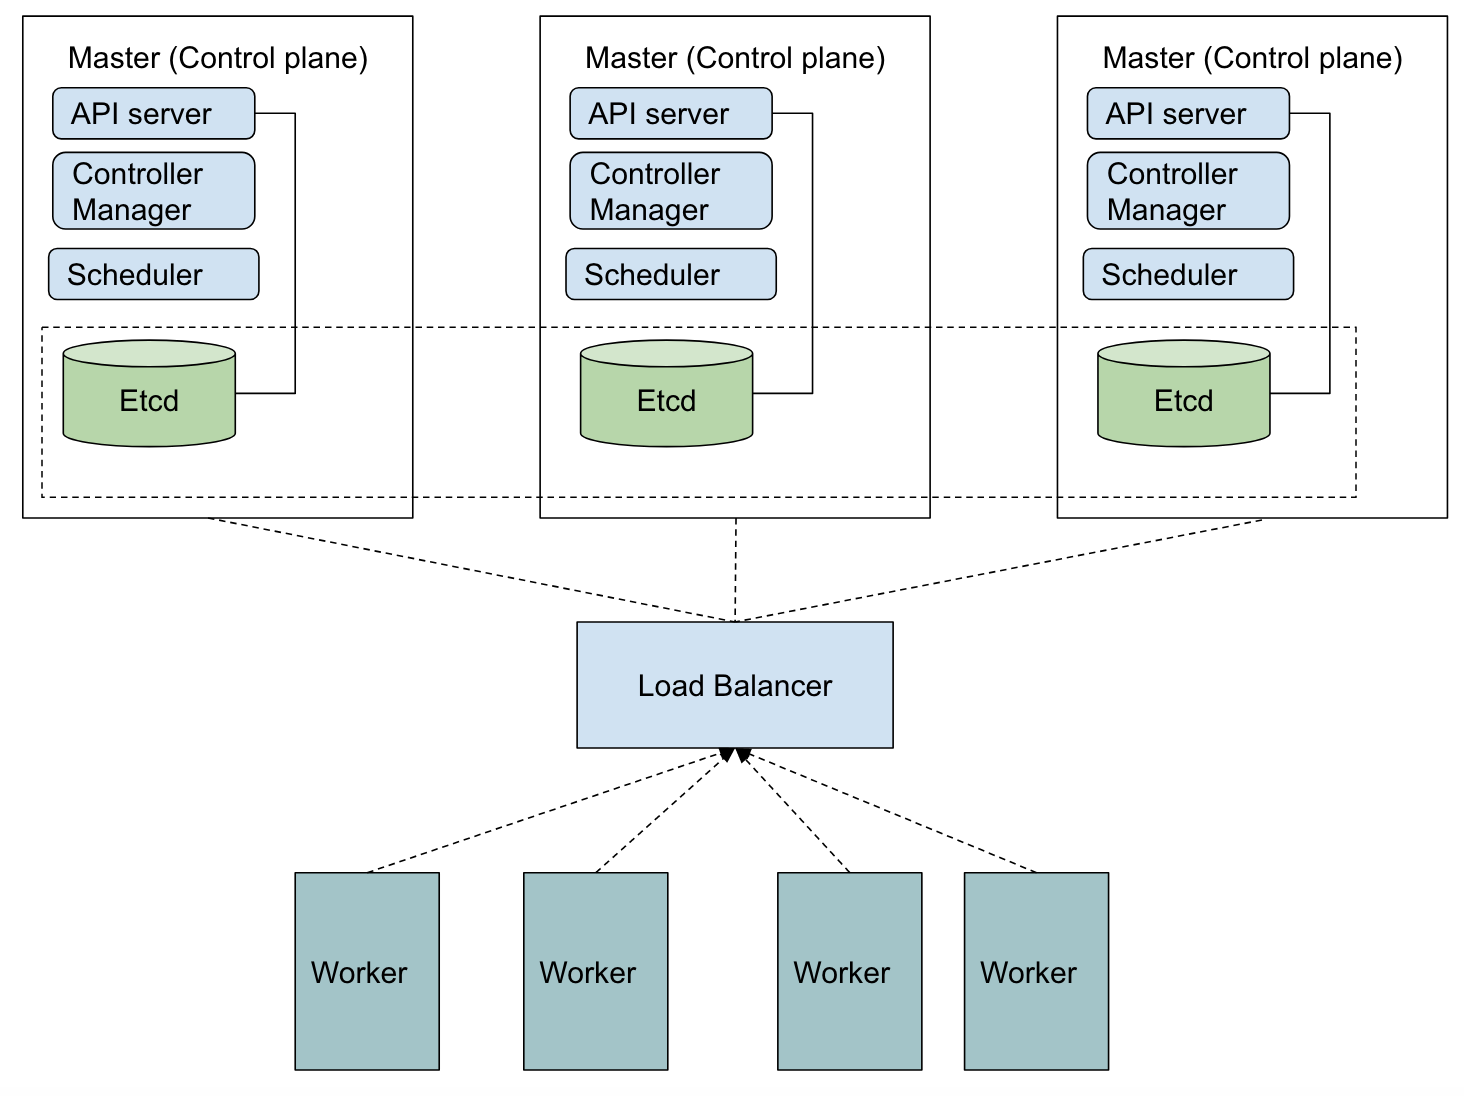 Master (Control plane)
API server
Controller
Manager
Scheduler
Etcd
Master (Control plane)
API server
Controller
Manager
Scheduler
Etcd
Master (Control plane)
API server
Controller
Manager
Scheduler
Etcd
Load Balancer
Worker
Worker
Worker
Worker